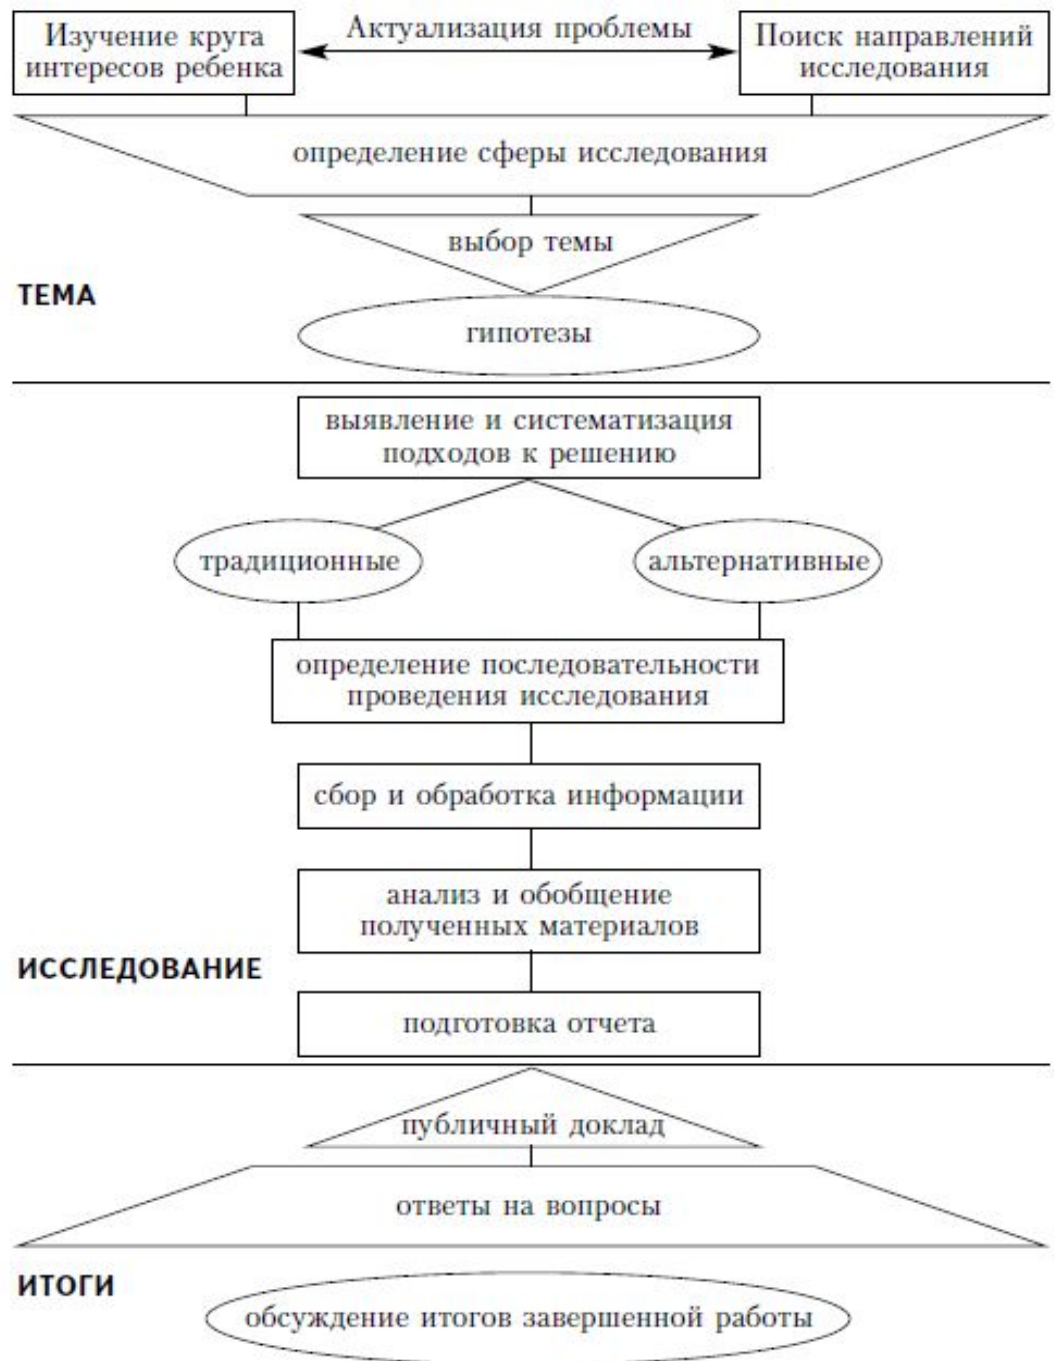 Изучение круга
интересов ребенка
Актуализация проблемы
Поиск направлений
исследования
определение сферы исследования
выбор темы
ТЕМА
гипотезы
выявление и систематизация
подходов к решению
традиционные
альтернативные
определение последовательности
проведения исследования
сбор и обработка информации
анализ и обобщение
полученных материалов
ИССЛЕДОВАНИЕ
подготовка отчета
публичный доклад
ответы на вопросы
ИТОГИ
обсуждение итогов завершенной работы